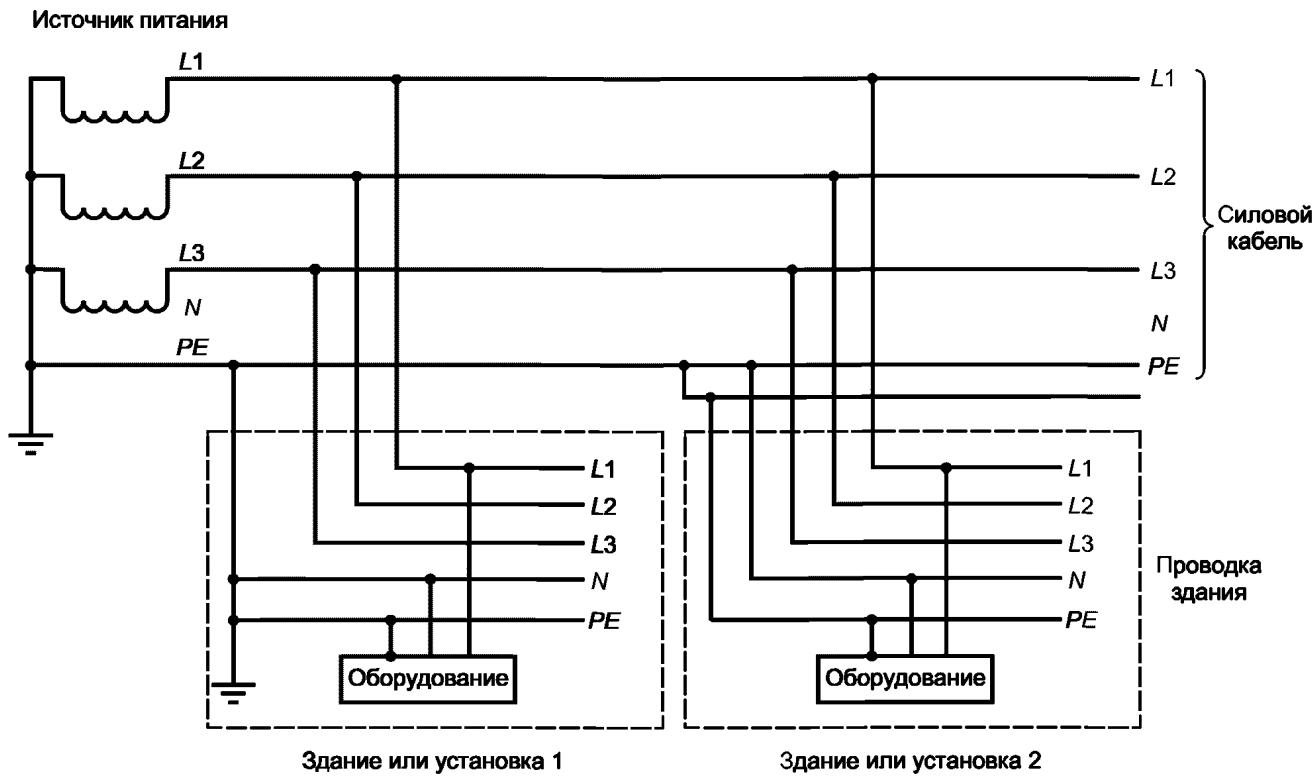 Источник питания
L1
L1
L2
L2
Силовой
кабель
L3
L3
N
N
PE
PE
L1
L1
L2
L2
L3
L3
N
N
Проводка
здания
PE
PE
Оборудование
Оборудование
Здание или установка 1
Здание или установка 2